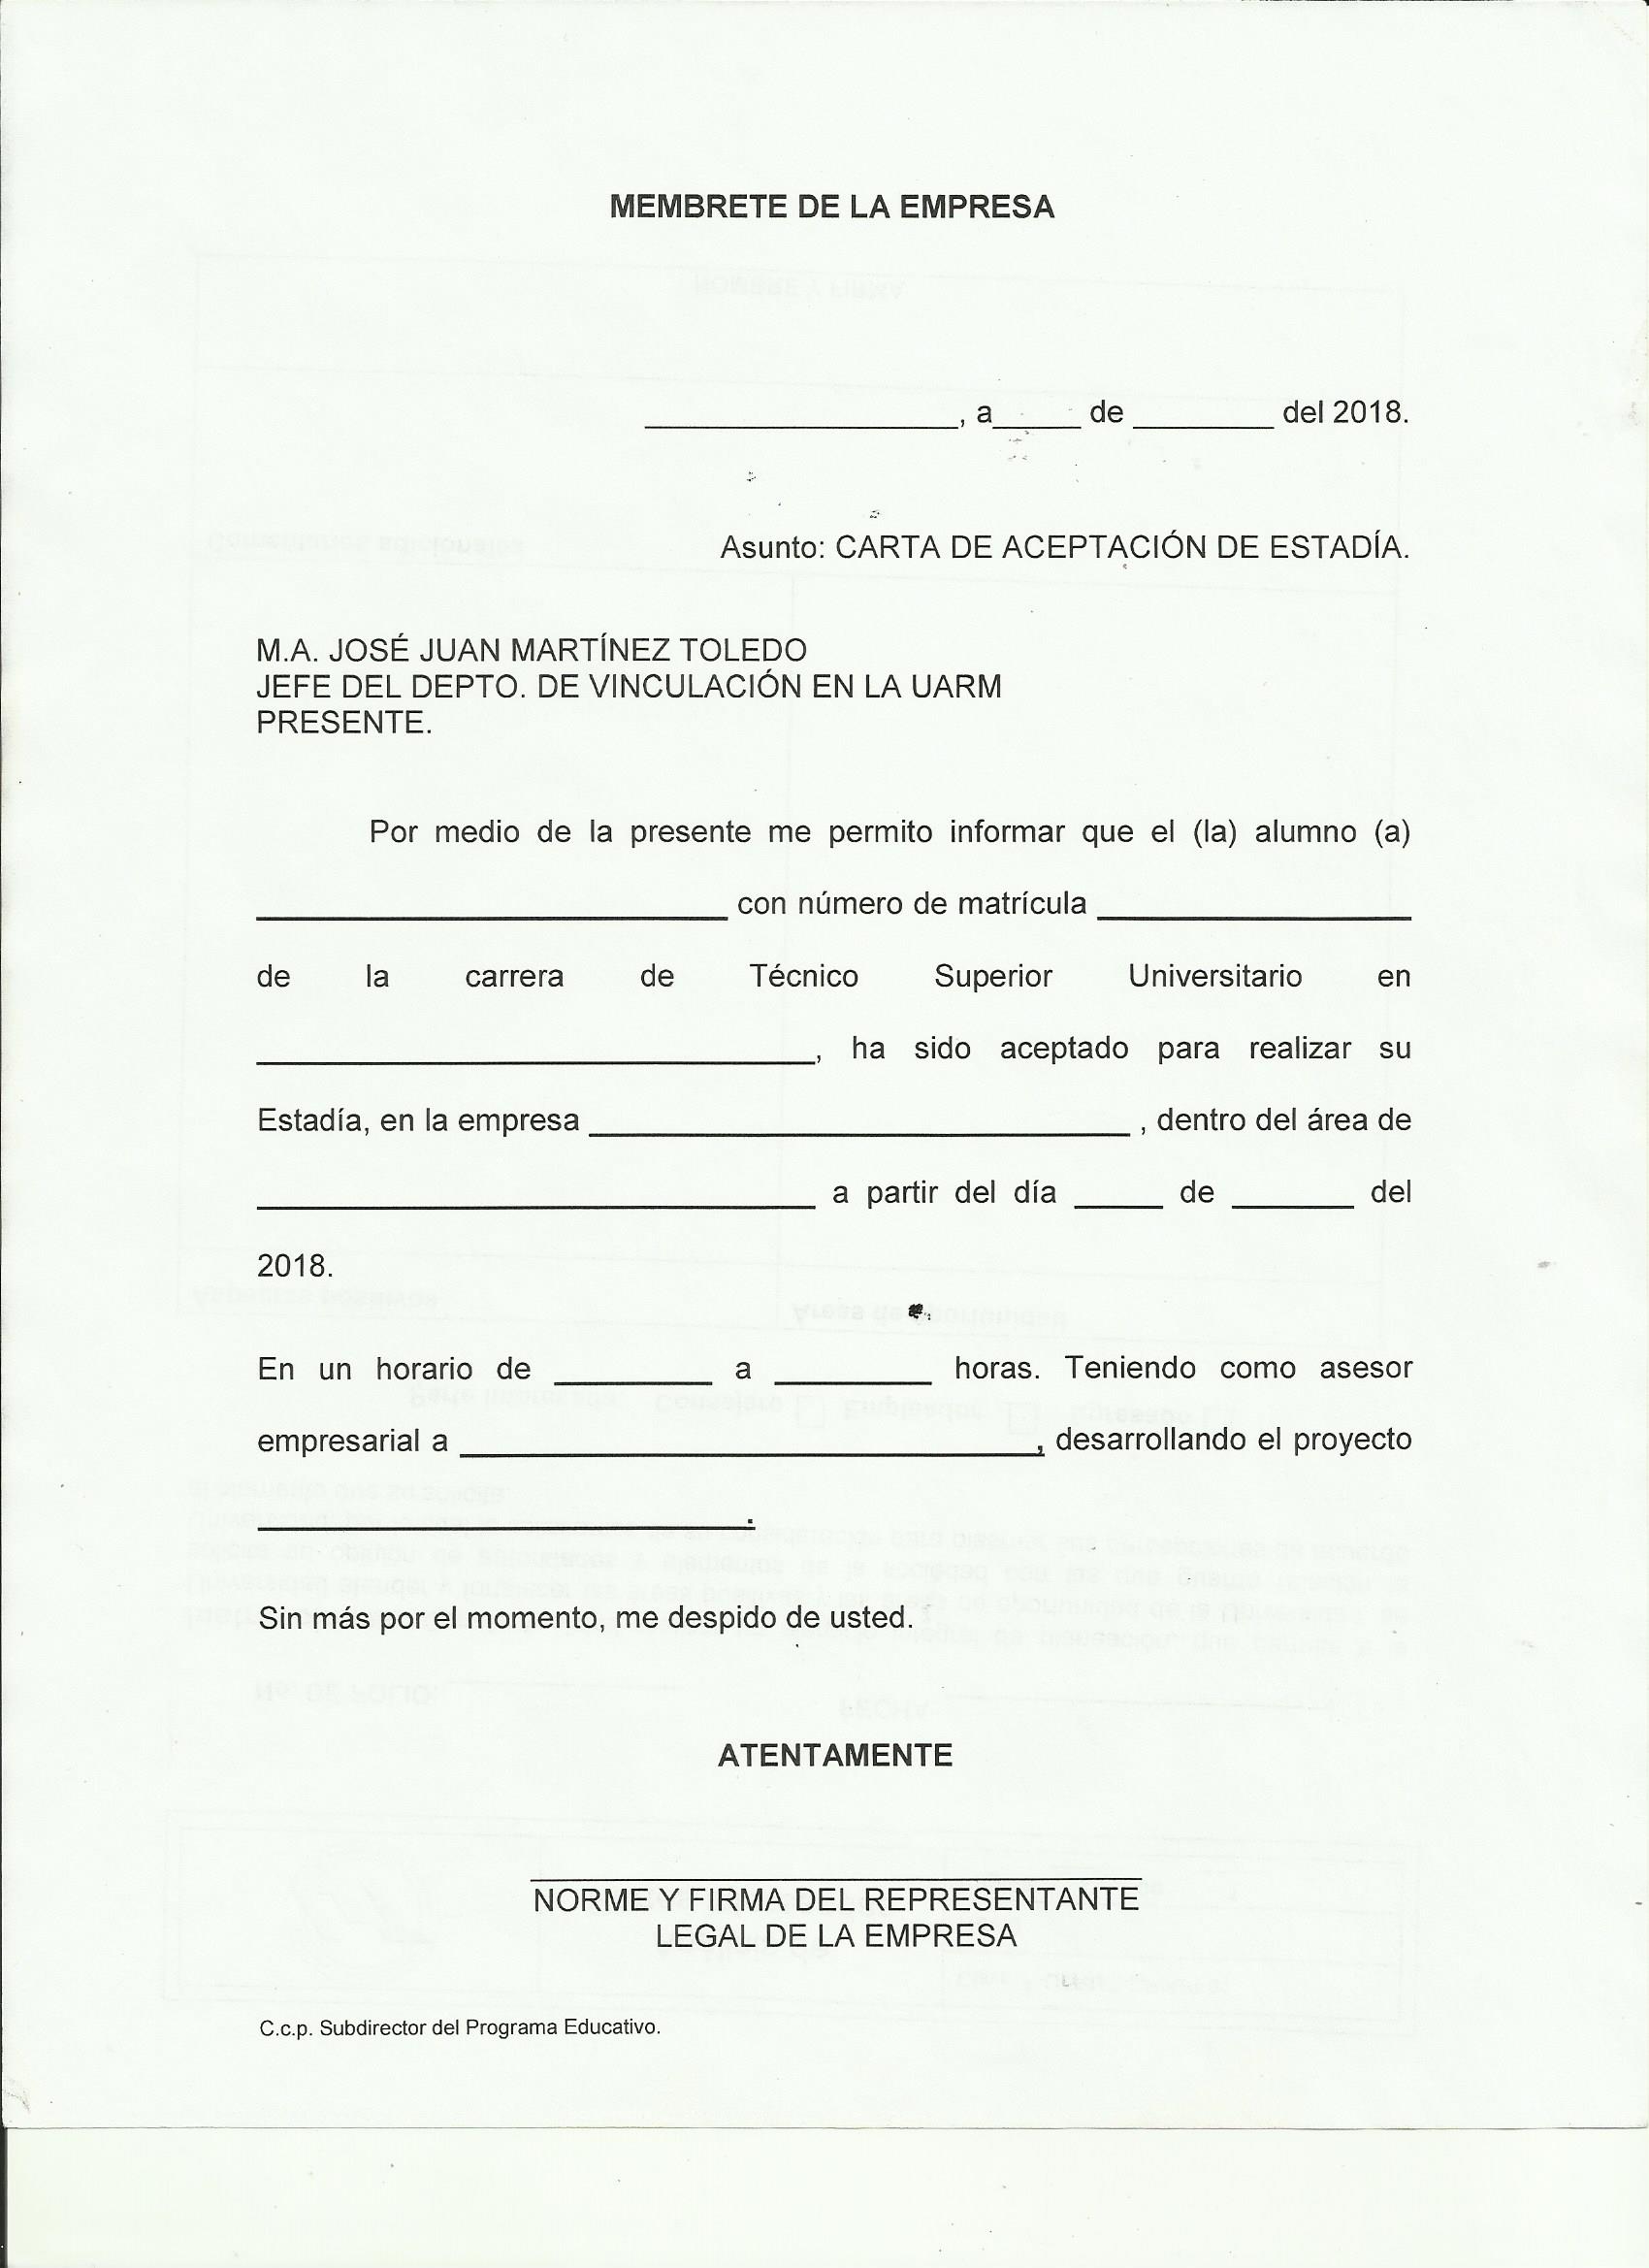 MEMBRETE DE LA EMPRESA
__________________, a_____ de ________ del 2018.
Asunto: CARTA DE ACEPTACIÓN DE ESTADÍA.
M.A. JOSÉ JUAN MARTÍNEZ TOLEDO
JEFE DEL DEPTO. DE VINCULACIÓN EN LA UARM
PRESENTE.
Por medio de la presente me permito informar que el (la) alumno (a)
___________________________ con número de matrícula __________________
de la carrera de Técnico Superior Universitario en
________________________________, ha sido aceptado para realizar su
Estadía, en la empresa _______________________________ , dentro del área de
________________________________ a partir del día _____ de _______ del
2018.
En un horario de _________ a _________ horas. Teniendo como asesor
empresarial a _________________________________, desarrollando el proyecto
____________________________.
Sin más por el momento, me despido de usted.
ATENTAMENTE
___________________________________
NORME Y FIRMA DEL REPRESENTANTE
LEGAL DE LA EMPRESA
C.c.p. Subdirector del Programa Educativo.